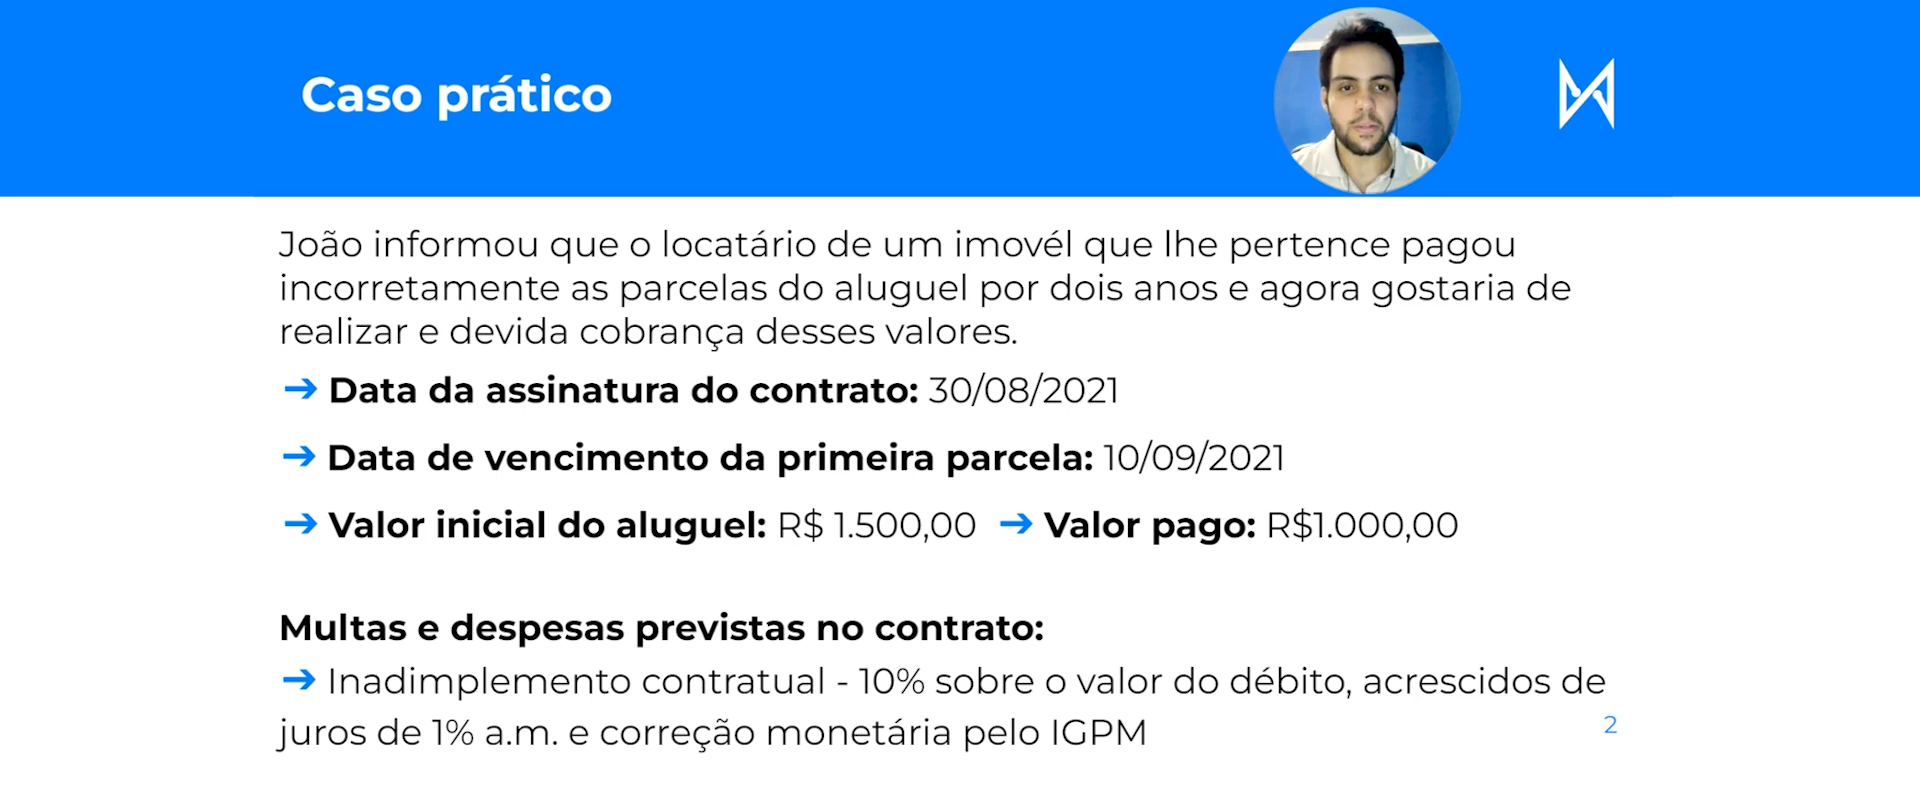 Caso prático
João informou que o locatário de um imovél que lhe pertence pagou
incorretamente as parcelas do aluguel por dois anos e agora gostaria de
realizar e devida cobrança desses valores.
➔ Data da assinatura do contrato: 30/08/2021
➔ Data de vencimento da primeira parcela: 10/09/2021
➔ Valor inicial do aluguel: R$ 1.500,00 ➔ Valor pago: R$1.000,00
Multas e despesas previstas no contrato:
➔ Inadimplemento contratual - 10% sobre o valor do débito, acrescidos de
juros de 1% a.m. e correção monetária pelo IGPM
2